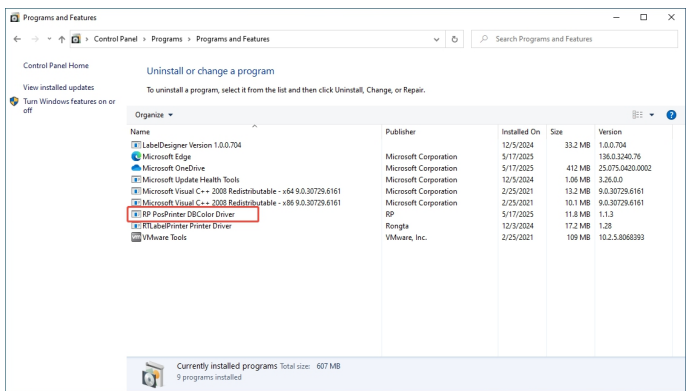 Programs and Features
Control Panel > Programs > Programs and Features
Search Programs and Features
Control Panel Home
View installed updates
Turn Windows features on or off
Uninstall or change a program
To uninstall a program, select it from the list and then click Uninstall, Change, or Repair.
Organize
Name Publisher Installed On Size Version
LabelDesigner Version 1.0.0.704 12/5/2024 33.2 MB 1.0.0.704
Microsoft Edge Microsoft Corporation 5/17/2025 136.0.3240.76
Microsoft OneDrive Microsoft Corporation 5/17/2025 412 MB 25.075.0420.0002
Microsoft Update Health Tools Microsoft Corporation 12/5/2024 1.06 MB 3.26.0.0
Microsoft Visual C++ 2008 Redistributable - x64 9.0.30729.6161 Microsoft Corporation 2/25/2021 13.2 MB 9.0.30729.6161
Microsoft Visual C++ 2008 Redistributable - x86 9.0.30729.6161 Microsoft Corporation 2/25/2021 10.1 MB 9.0.30729.6161
RP PosPrinter DBColor Driver RP 5/17/2025 11.8 MB 1.1.3
RTLabelPrinter Printer Driver Rongta 12/3/2024 17.2 MB 1.28
vm VMware Tools VMware, Inc. 2/25/2021 109 MB 10.2.5.8068393
Currently installed programs Total size: 607 MB
9 programs installed